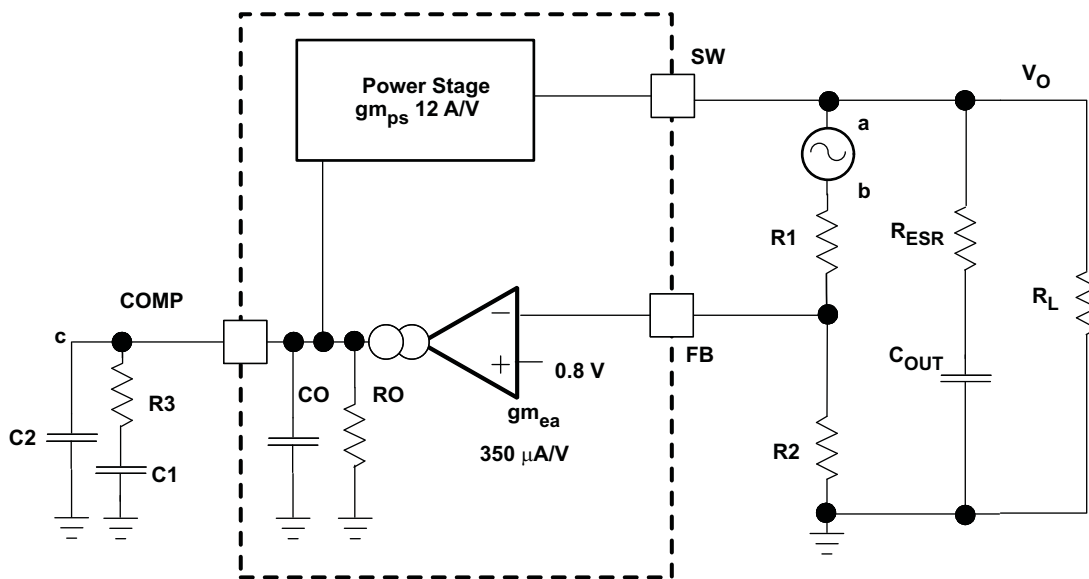 SW
Power Stage
gmps 12 A/V
VO
a
b
R1
RESR
RL
COMP
c
FB
0.8 V
COUT
CO
RO
R3
gmea
C2
350 μA/V
R2
C1